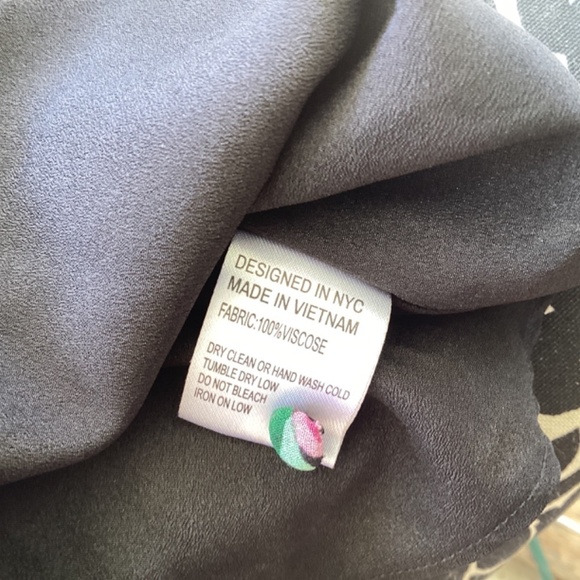 DESIGNED IN NYC
MADE IN VIETNAM
FABRIC:100%VISCOSE
DRY CLEAN OR HAND WASH COLD
TUMBLE DRY LOW
DO NOT BLEACH
IRON ON LOW